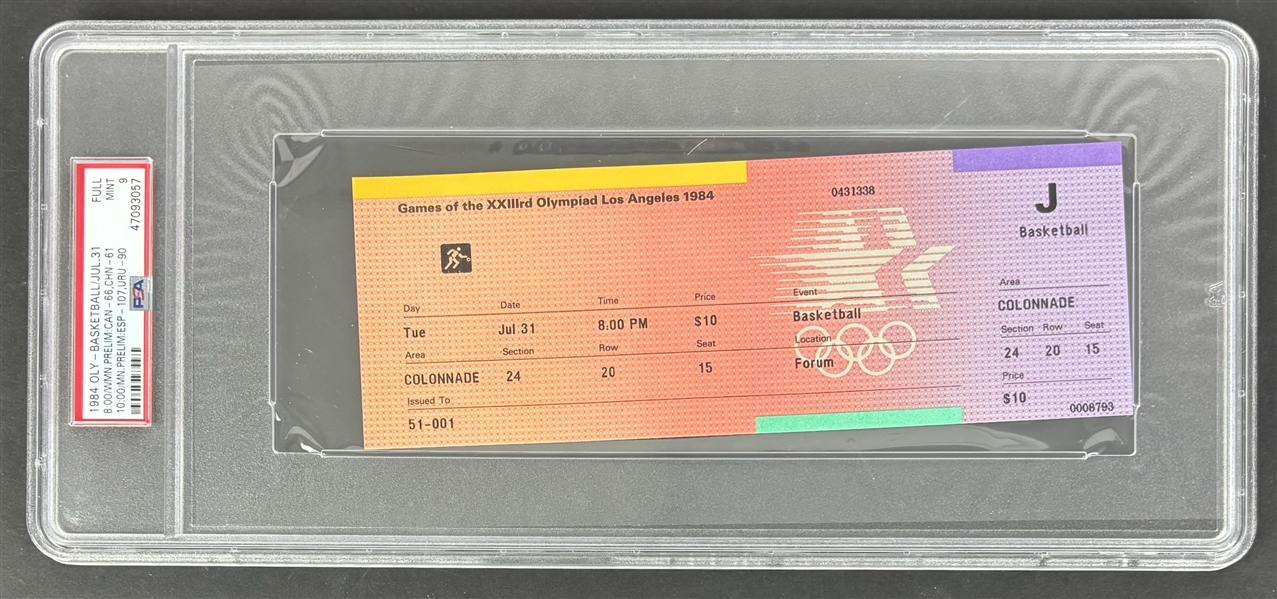 1984 OLY - BASKETBALL/JUL.31 FULL
8:00/WMN.PRELIM:CAN - 66,CHN - 61 MINT
10:00/MN.PRELIM:ESP - 107,URU - 90 9
PSA 47093057
Games of the XXIIIrd Olympiad Los Angeles 1984
0431338
Day Date Time Price Event
Tue Jul 31 8:00 PM $10 Basketball
Area Section Row Seat Location
COLONNADE 24 20 15 Forum
Issued To
51-001
J
Basketball
Area
COLONNADE
Section Row Seat
24 20 15
Price
$10
0008793